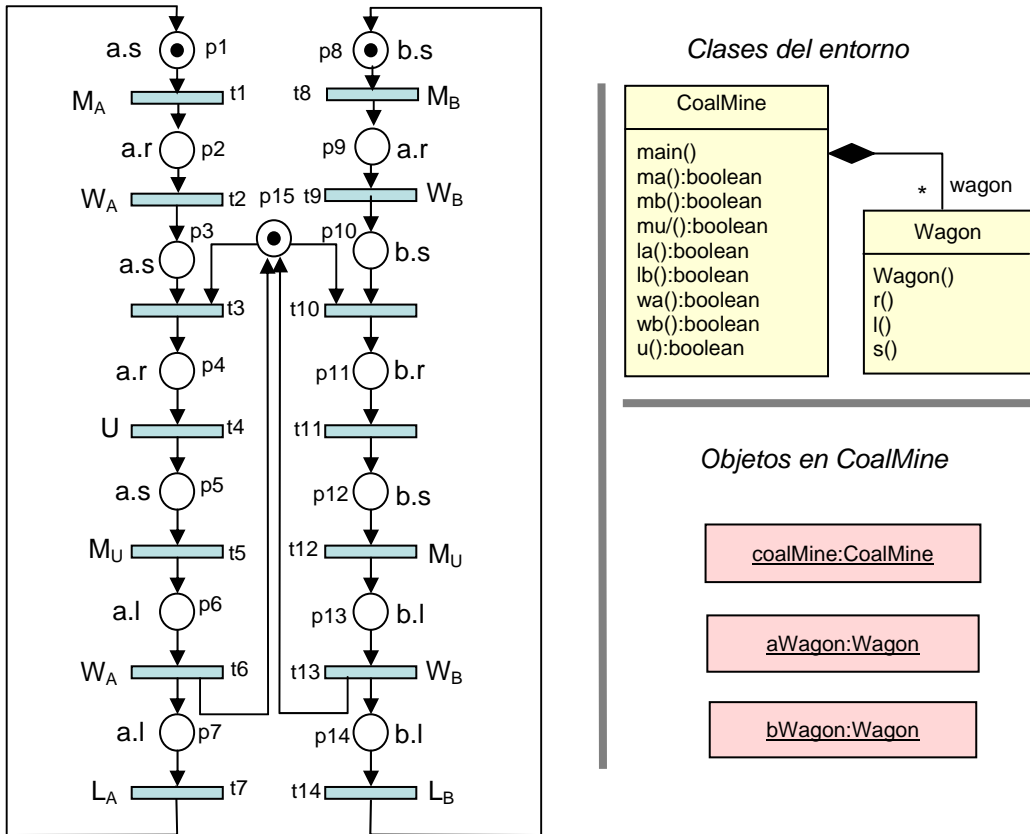 a.s p1
M_A t1
a.r p2
W_A t2
p3
a.s
t3
a.r p4
U t4
a.s p5
M_U t5
a.l p6
W_A t6
a.l p7
L_A t7
p15
p8 b.s
t8 M_B
p9 a.r
t9 W_B
p10
b.s
t10
p11 b.r
t11
p12 b.s
t12 M_U
p13 b.l
t13 W_B
p14 b.l
t14 L_B
Clases del entorno
CoalMine
main()
ma():boolean
mb():boolean
mu/():boolean
la():boolean
lb():boolean
wa():boolean
wb():boolean
u():boolean
* wagon
Wagon
Wagon()
r()
l()
s()
Objetos en CoalMine
coalMine:CoalMine
aWagon:Wagon
bWagon:Wagon